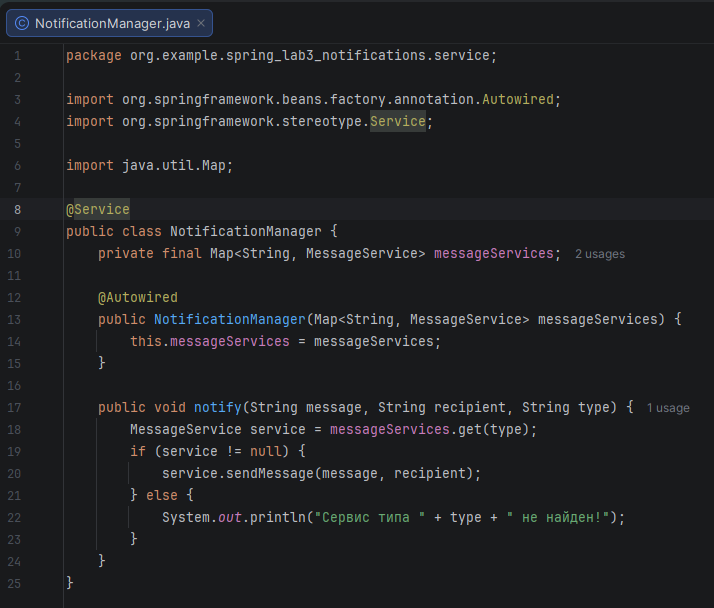 NotificationManager.java
1 package org.example.spring_lab3_notifications.service;
2
3 import org.springframework.beans.factory.annotation.Autowired;
4 import org.springframework.stereotype.Service;
5
6 import java.util.Map;
7
8 @Service
9 public class NotificationManager {
10 private final Map<String, MessageService> messageServices; 2 usages
11
12 @Autowired
13 public NotificationManager(Map<String, MessageService> messageServices) {
14 this.messageServices = messageServices;
15 }
16
17 public void notify(String message, String recipient, String type) { 1 usage
18 MessageService service = messageServices.get(type);
19 if (service != null) {
20 service.sendMessage(message, recipient);
21 } else {
22 System.out.println("Сервис типа " + type + " не найден!");
23 }
24 }
25 }